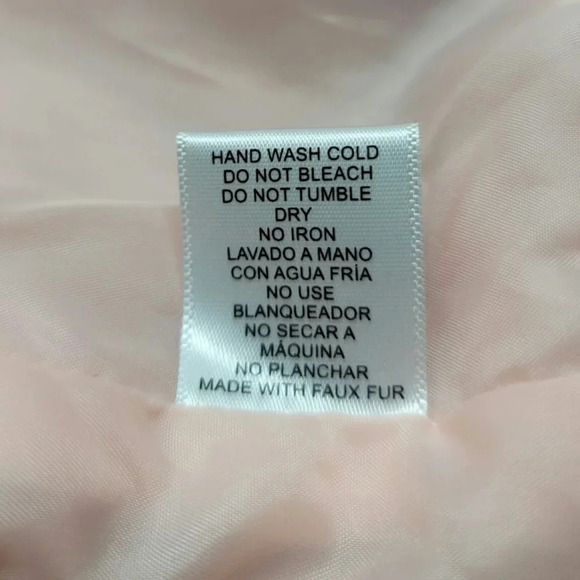 HAND WASH COLD
DO NOT BLEACH
DO NOT TUMBLE
DRY
NO IRON
LAVADO A MANO
CON AGUA FRÍA
NO USE
BLANQUEADOR
NO SECAR A
MÁQUINA
NO PLANCHAR
MADE WITH FAUX FUR